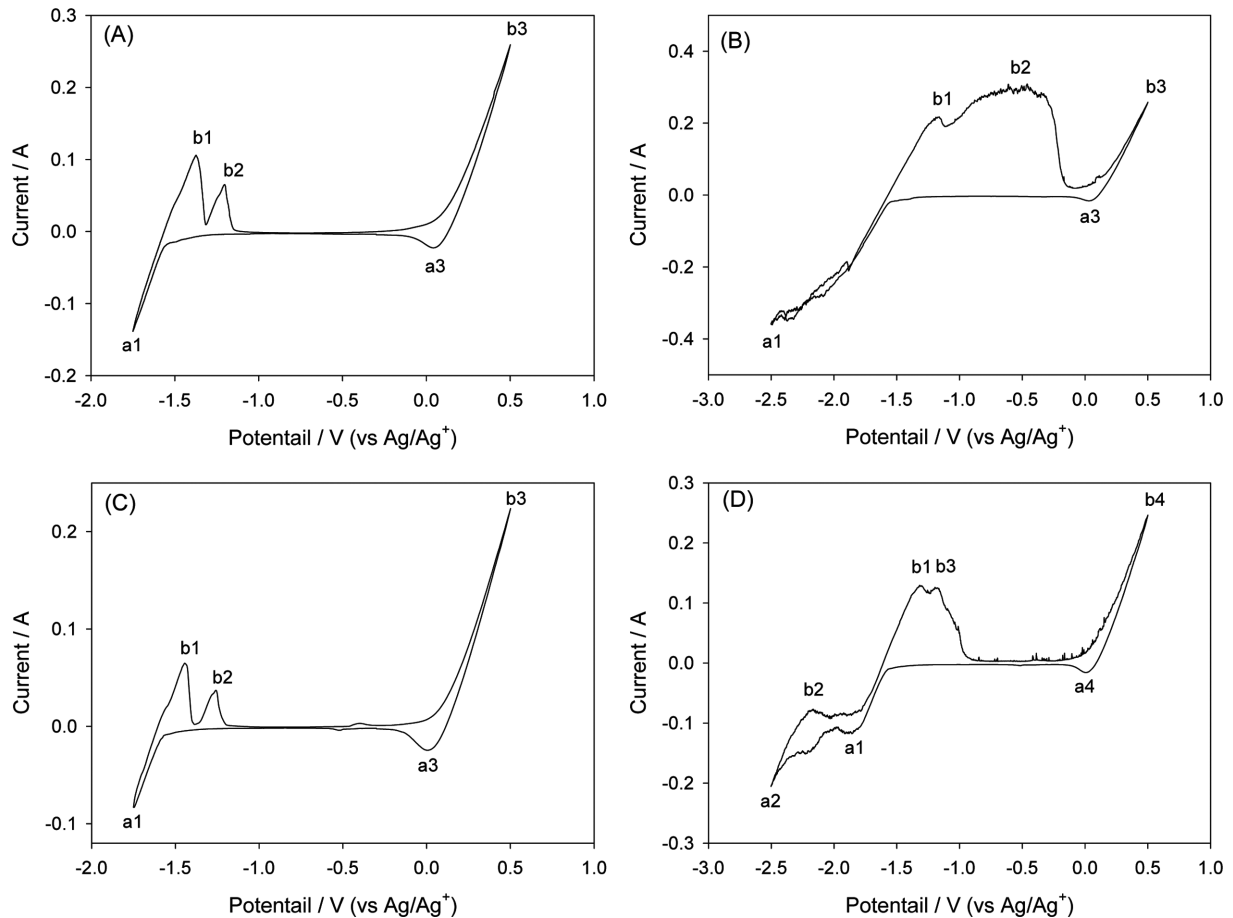 (A)
0.3
0.2
0.1
0.0
-0.1
-0.2
Current / A
b1
b2
b3
a3
a1
-2.0 -1.5 -1.0 -0.5 0.0 0.5 1.0
Potentail / V (vs Ag/Ag⁺)
(B)
0.4
0.2
0.0
-0.2
-0.4
Current / A
b1
b2
b3
a3
a1
-3.0 -2.5 -2.0 -1.5 -1.0 -0.5 0.0 0.5 1.0
Potentail / V (vs Ag/Ag⁺)
(C)
0.2
0.1
0.0
-0.1
Current / A
b1
b2
b3
a3
a1
-2.0 -1.5 -1.0 -0.5 0.0 0.5 1.0
Potentail / V (vs Ag/Ag⁺)
(D)
0.3
0.2
0.1
0.0
-0.1
-0.2
-0.3
Current / A
b4
b1 b3
b2
a4
a1
a2
-3.0 -2.5 -2.0 -1.5 -1.0 -0.5 0.0 0.5 1.0
Potentail / V (vs Ag/Ag⁺)